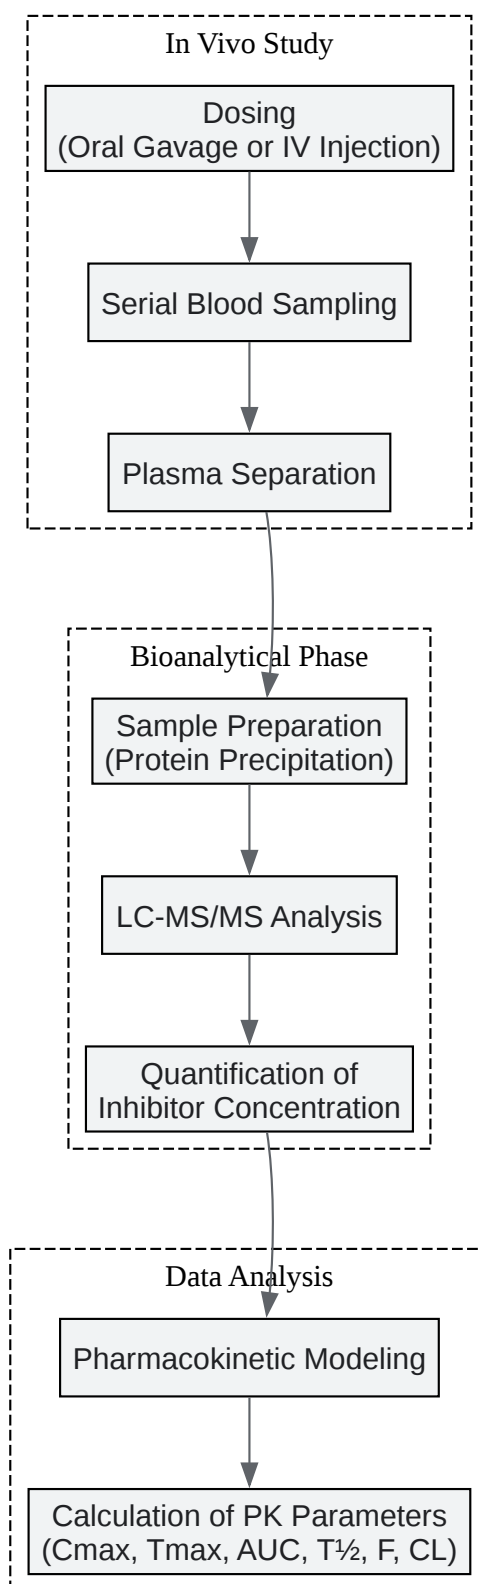 In Vivo Study
Dosing
(Oral Gavage or IV Injection)
Serial Blood Sampling
Plasma Separation
Bioanalytical Phase
Sample Preparation
(Protein Precipitation)
LC-MS/MS Analysis
Quantification of
Inhibitor Concentration
Data Analysis
Pharmacokinetic Modeling
Calculation of PK Parameters
(Cmax, Tmax, AUC, T½, F, CL)